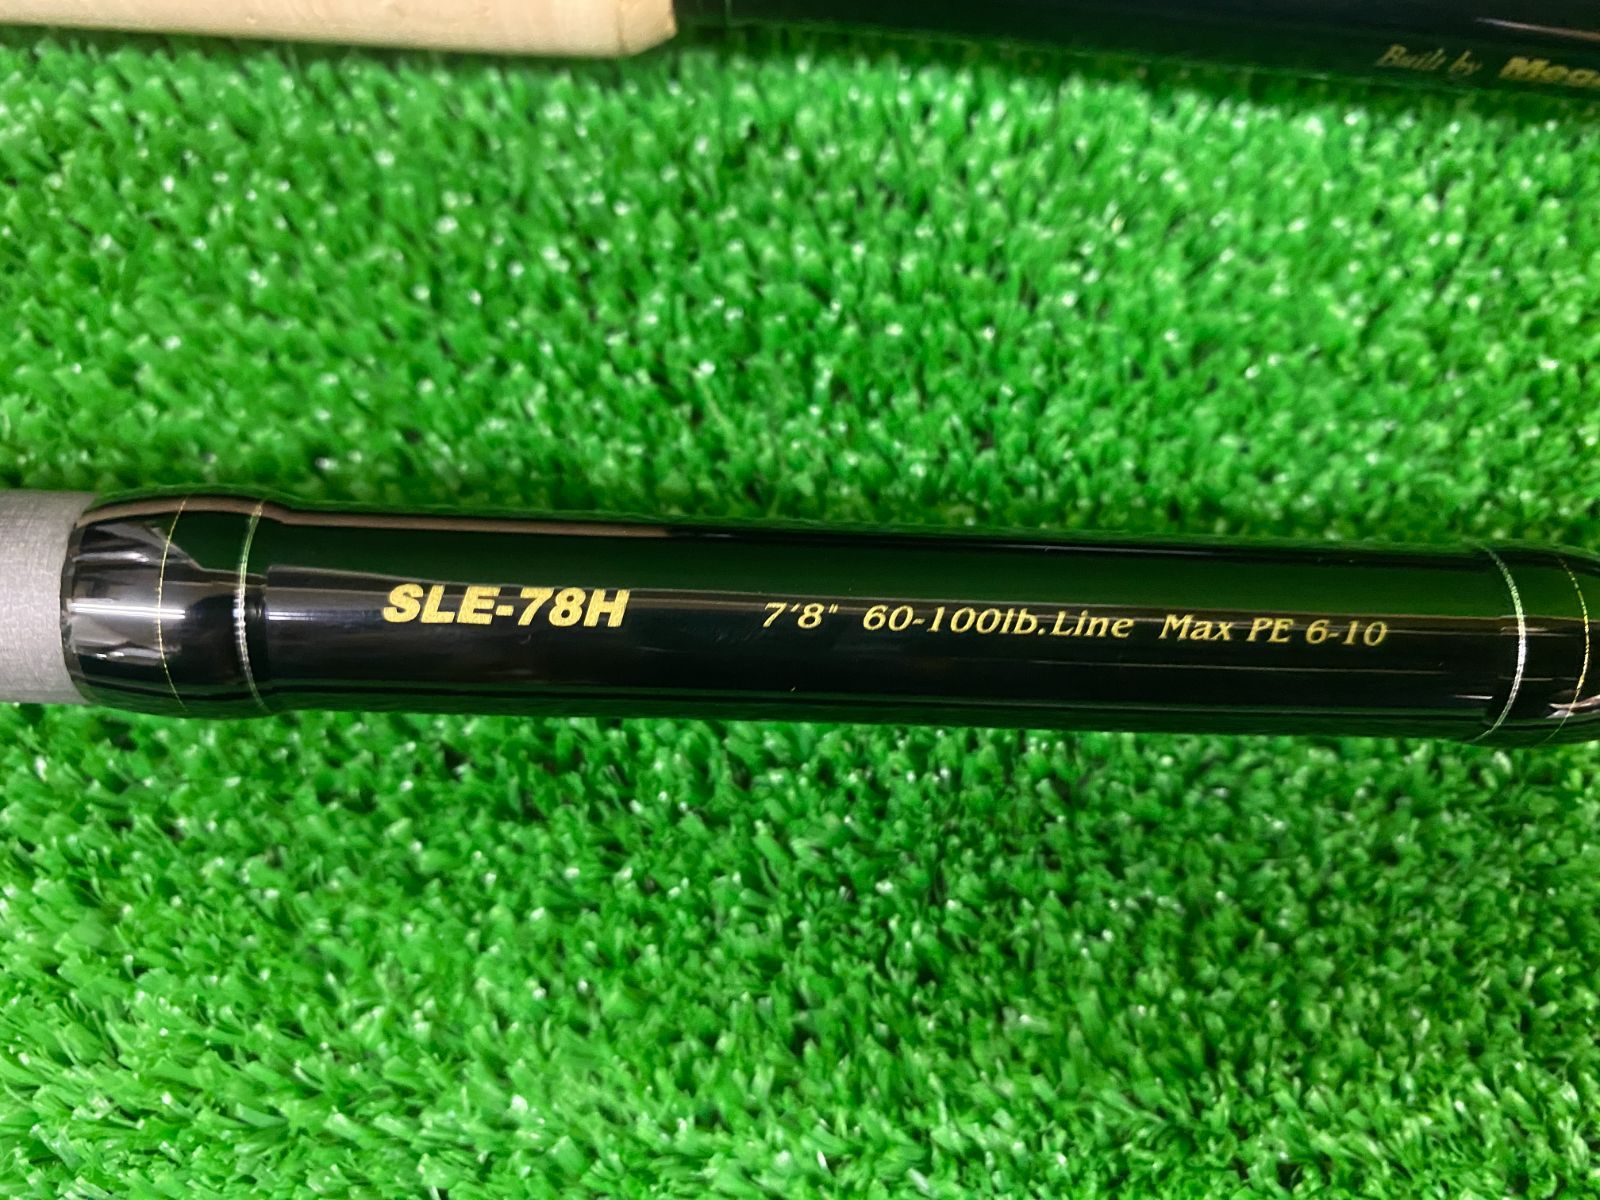 Built by
SLE-78H 7'8" 60-100lb.Line Max PE 6-10